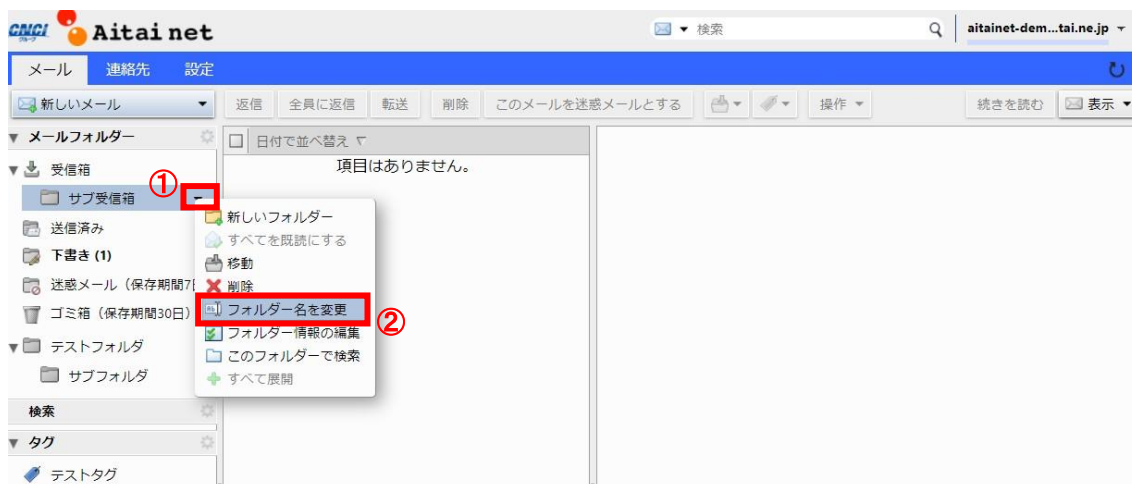 CNCI グループ Aitai net 検索 aitainet-dem...tai.ne.jp
メール 連絡先 設定
新しいメール 返信 全員に返信 転送 削除 このメールを迷惑メールとする 操作 続きを読む 表示
メールフォルダー 日付で並べ替え
項目はありません。
受信箱
① サブ受信箱
新しいフォルダー
送信済み
すべてを既読にする
下書き (1)
移動
迷惑メール（保存期間7
削除
フォルダー名を変更 ②
ゴミ箱（保存期間30日）
フォルダー情報の編集
テストフォルダ
このフォルダーで検索
サブフォルダ
すべて展開
検索
タグ
テストタグ